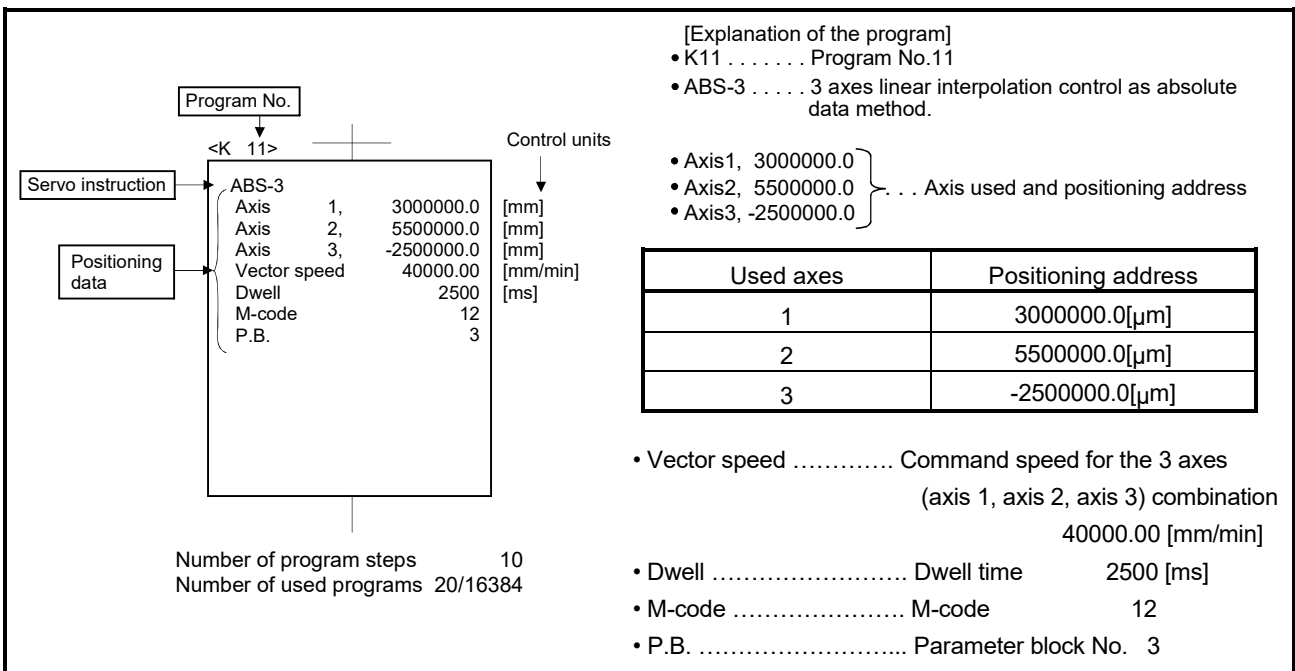 Program No.
<K 11>
Control units
Servo instruction
ABS-3
Axis 1, 3000000.0 [mm]
Axis 2, 5500000.0 [mm]
Axis 3, -2500000.0 [mm]
Vector speed 40000.00 [mm/min]
Dwell 2500 [ms]
M-code 12
P.B. 3
Positioning
data
Number of program steps 10
Number of used programs 20/16384
[Explanation of the program]
• K11 . . . . . . . Program No.11
• ABS-3 . . . . . 3 axes linear interpolation control as absolute
data method.
• Axis1, 3000000.0
• Axis2, 5500000.0 . . . Axis used and positioning address
• Axis3, -2500000.0
Used axes Positioning address
1 3000000.0[μm]
2 5500000.0[μm]
3 -2500000.0[μm]
• Vector speed …………. Command speed for the 3 axes
(axis 1, axis 2, axis 3) combination
40000.00 [mm/min]
• Dwell ……………………. Dwell time 2500 [ms]
• M-code …………………. M-code 12
• P.B. ……………………... Parameter block No. 3